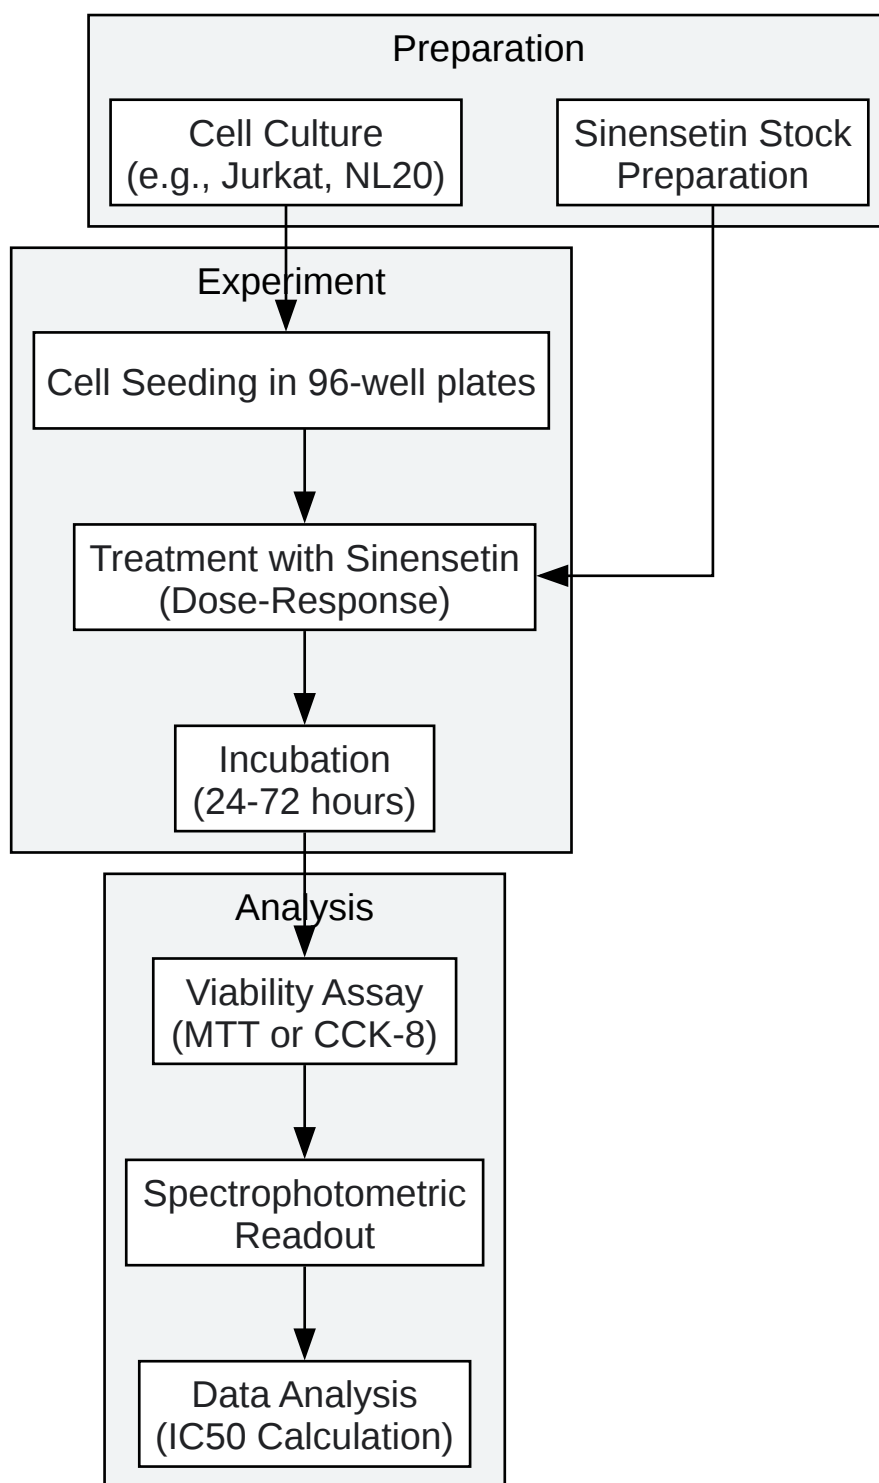 Preparation
Cell Culture
(e.g., Jurkat, NL20)
Sinensetin Stock
Preparation
Experiment
Cell Seeding in 96-well plates
Treatment with Sinensetin
(Dose-Response)
Incubation
(24-72 hours)
Analysis
Viability Assay
(MTT or CCK-8)
Spectrophotometric
Readout
Data Analysis
(IC50 Calculation)